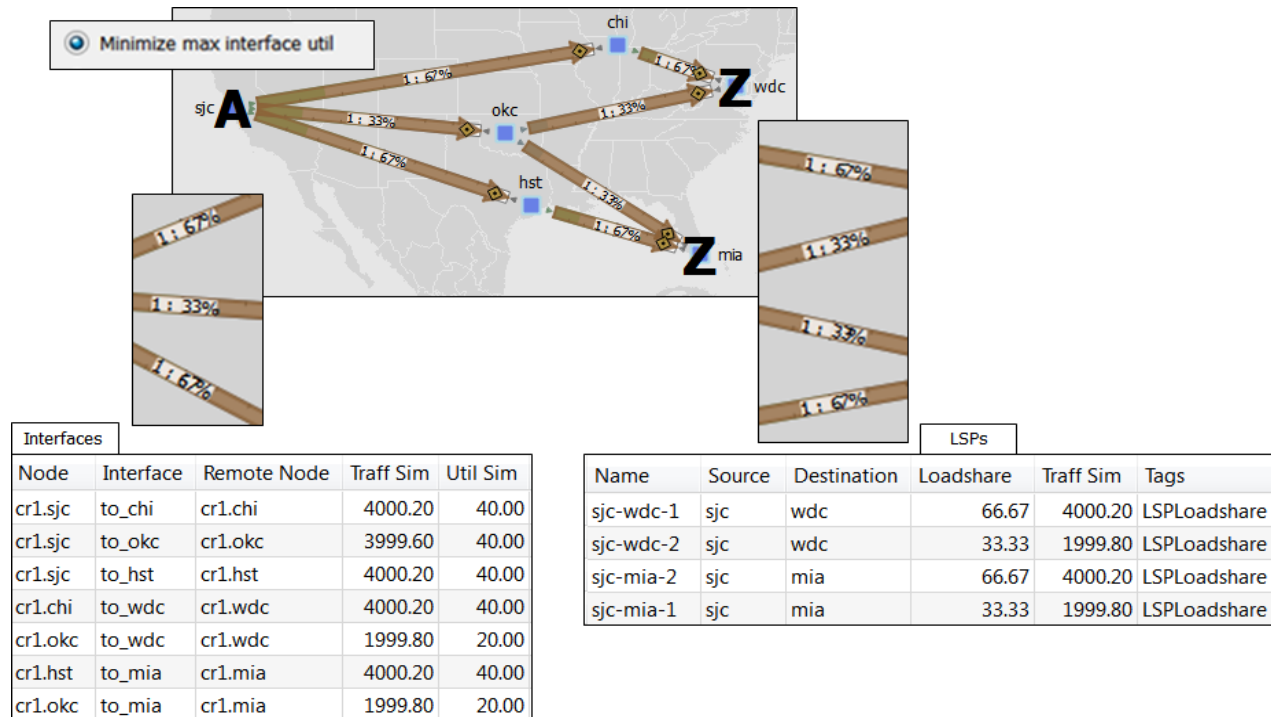 Minimize max interface util
chi
1 : 67%
1 : 67%
A
sjc
Z
wdc
okc
1 : 33%
1 : 33%
1 : 67%
hst
1 : 33%
1 : 67%
Z
mia
1 : 67%
1 : 33%
1 : 67%
1 : 67%
1 : 33%
1 : 33%
1 : 67%
Interfaces
Node Interface Remote Node Traff Sim Util Sim
cr1.sjc to_chi cr1.chi 4000.20 40.00
cr1.sjc to_okc cr1.okc 3999.60 40.00
cr1.sjc to_hst cr1.hst 4000.20 40.00
cr1.chi to_wdc cr1.wdc 4000.20 40.00
cr1.okc to_wdc cr1.wdc 1999.80 20.00
cr1.hst to_mia cr1.mia 4000.20 40.00
cr1.okc to_mia cr1.mia 1999.80 20.00
LSPs
Name Source Destination Loadshare Traff Sim Tags
sjc-wdc-1 sjc wdc 66.67 4000.20 LSPLoadshare
sjc-wdc-2 sjc wdc 33.33 1999.80 LSPLoadshare
sjc-mia-2 sjc mia 66.67 4000.20 LSPLoadshare
sjc-mia-1 sjc mia 33.33 1999.80 LSPLoadshare